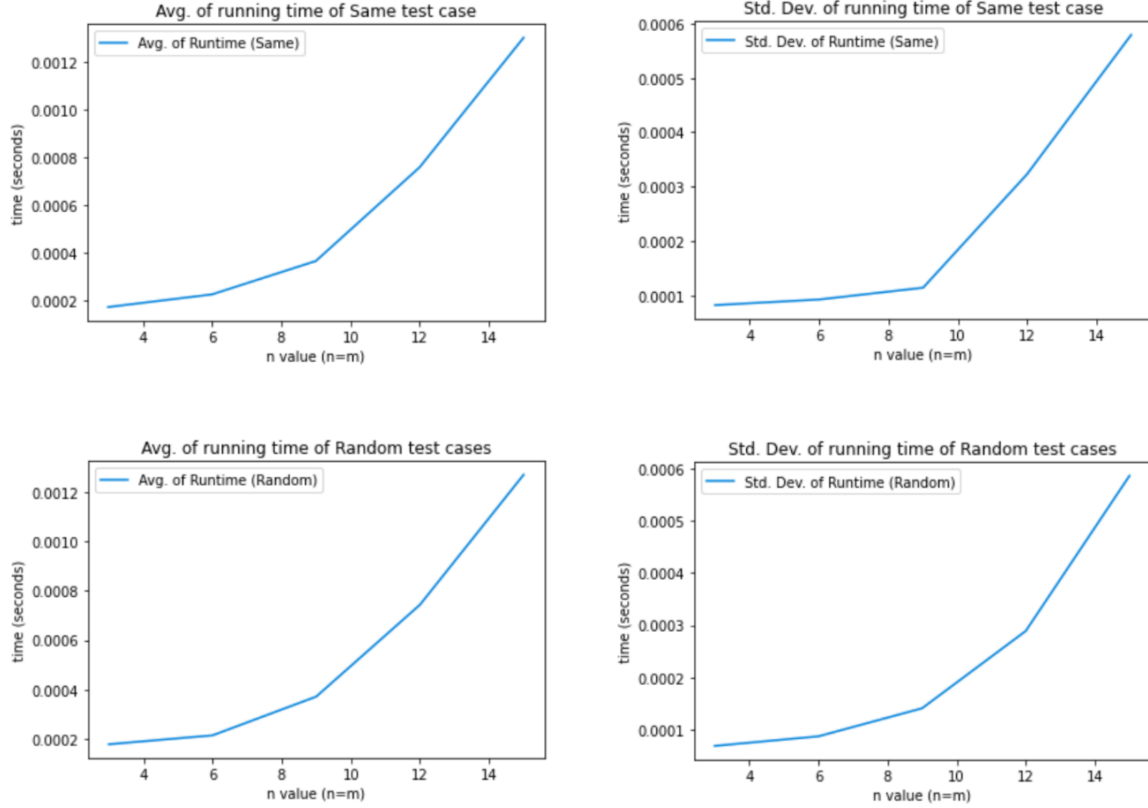 Avg. of running time of Same test case
Avg. of Runtime (Same)
0.0012
0.0010
0.0008
0.0006
0.0004
0.0002
time (seconds)
4 6 8 10 12 14
n value (n=m)
Std. Dev. of running time of Same test case
Std. Dev. of Runtime (Same)
0.0006
0.0005
0.0004
0.0003
0.0002
0.0001
time (seconds)
4 6 8 10 12 14
n value (n=m)
Avg. of running time of Random test cases
Avg. of Runtime (Random)
0.0012
0.0010
0.0008
0.0006
0.0004
0.0002
time (seconds)
4 6 8 10 12 14
n value (n=m)
Std. Dev. of running time of Random test cases
Std. Dev. of Runtime (Random)
0.0006
0.0005
0.0004
0.0003
0.0002
0.0001
time (seconds)
4 6 8 10 12 14
n value (n=m)